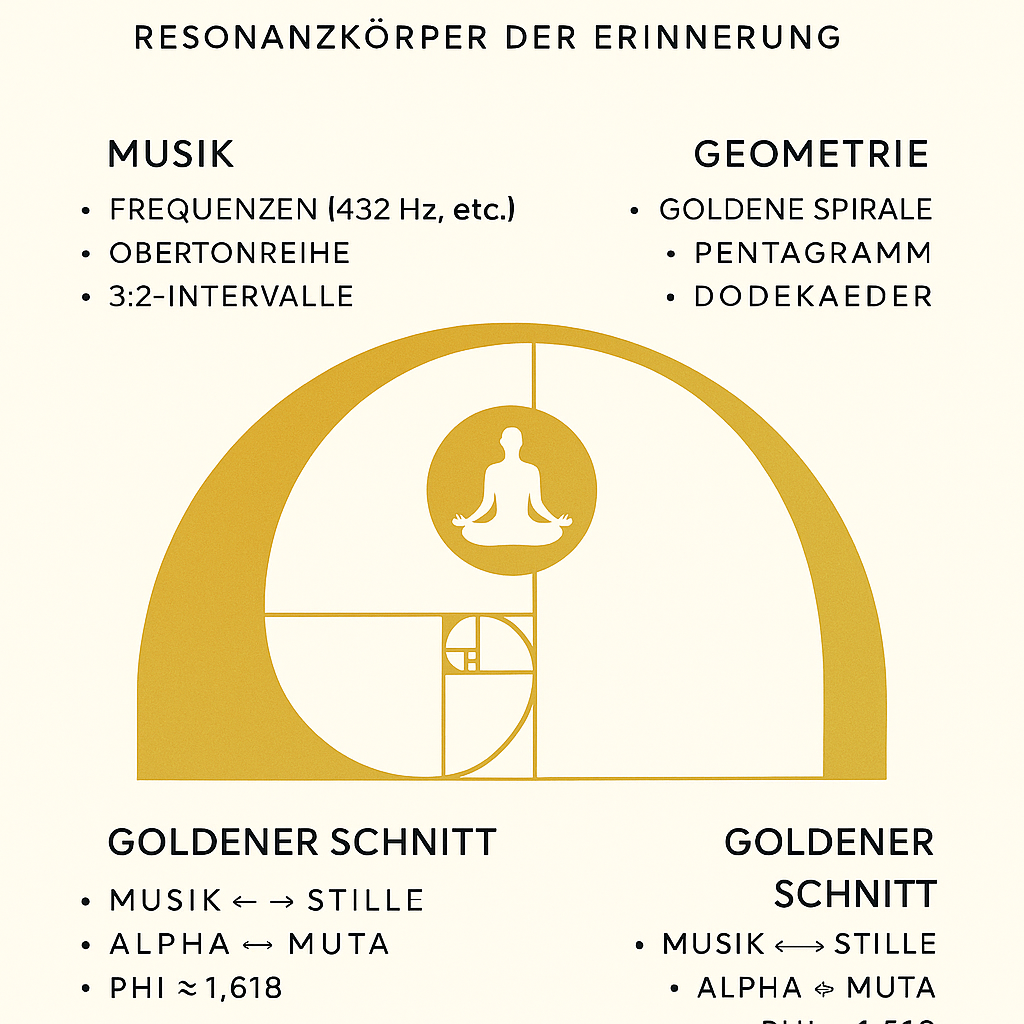 RESONANZKÖRPER DER ERINNERUNG
MUSIK
• FREQUENZEN (432 Hz, etc.)
• OBERTONREIHE
• 3:2-INTERVALLE
GEOMETRIE
• GOLDENE SPIRALE
• PENTAGRAMM
• DODEKAEDER
GOLDENER SCHNITT
• MUSIK ← → STILLE
• ALPHA ↔ MUTA
• PHI ≈ 1,618
GOLDENER
SCHNITT
• MUSIK ⟷ STILLE
• ALPHA ⇔ MUTA